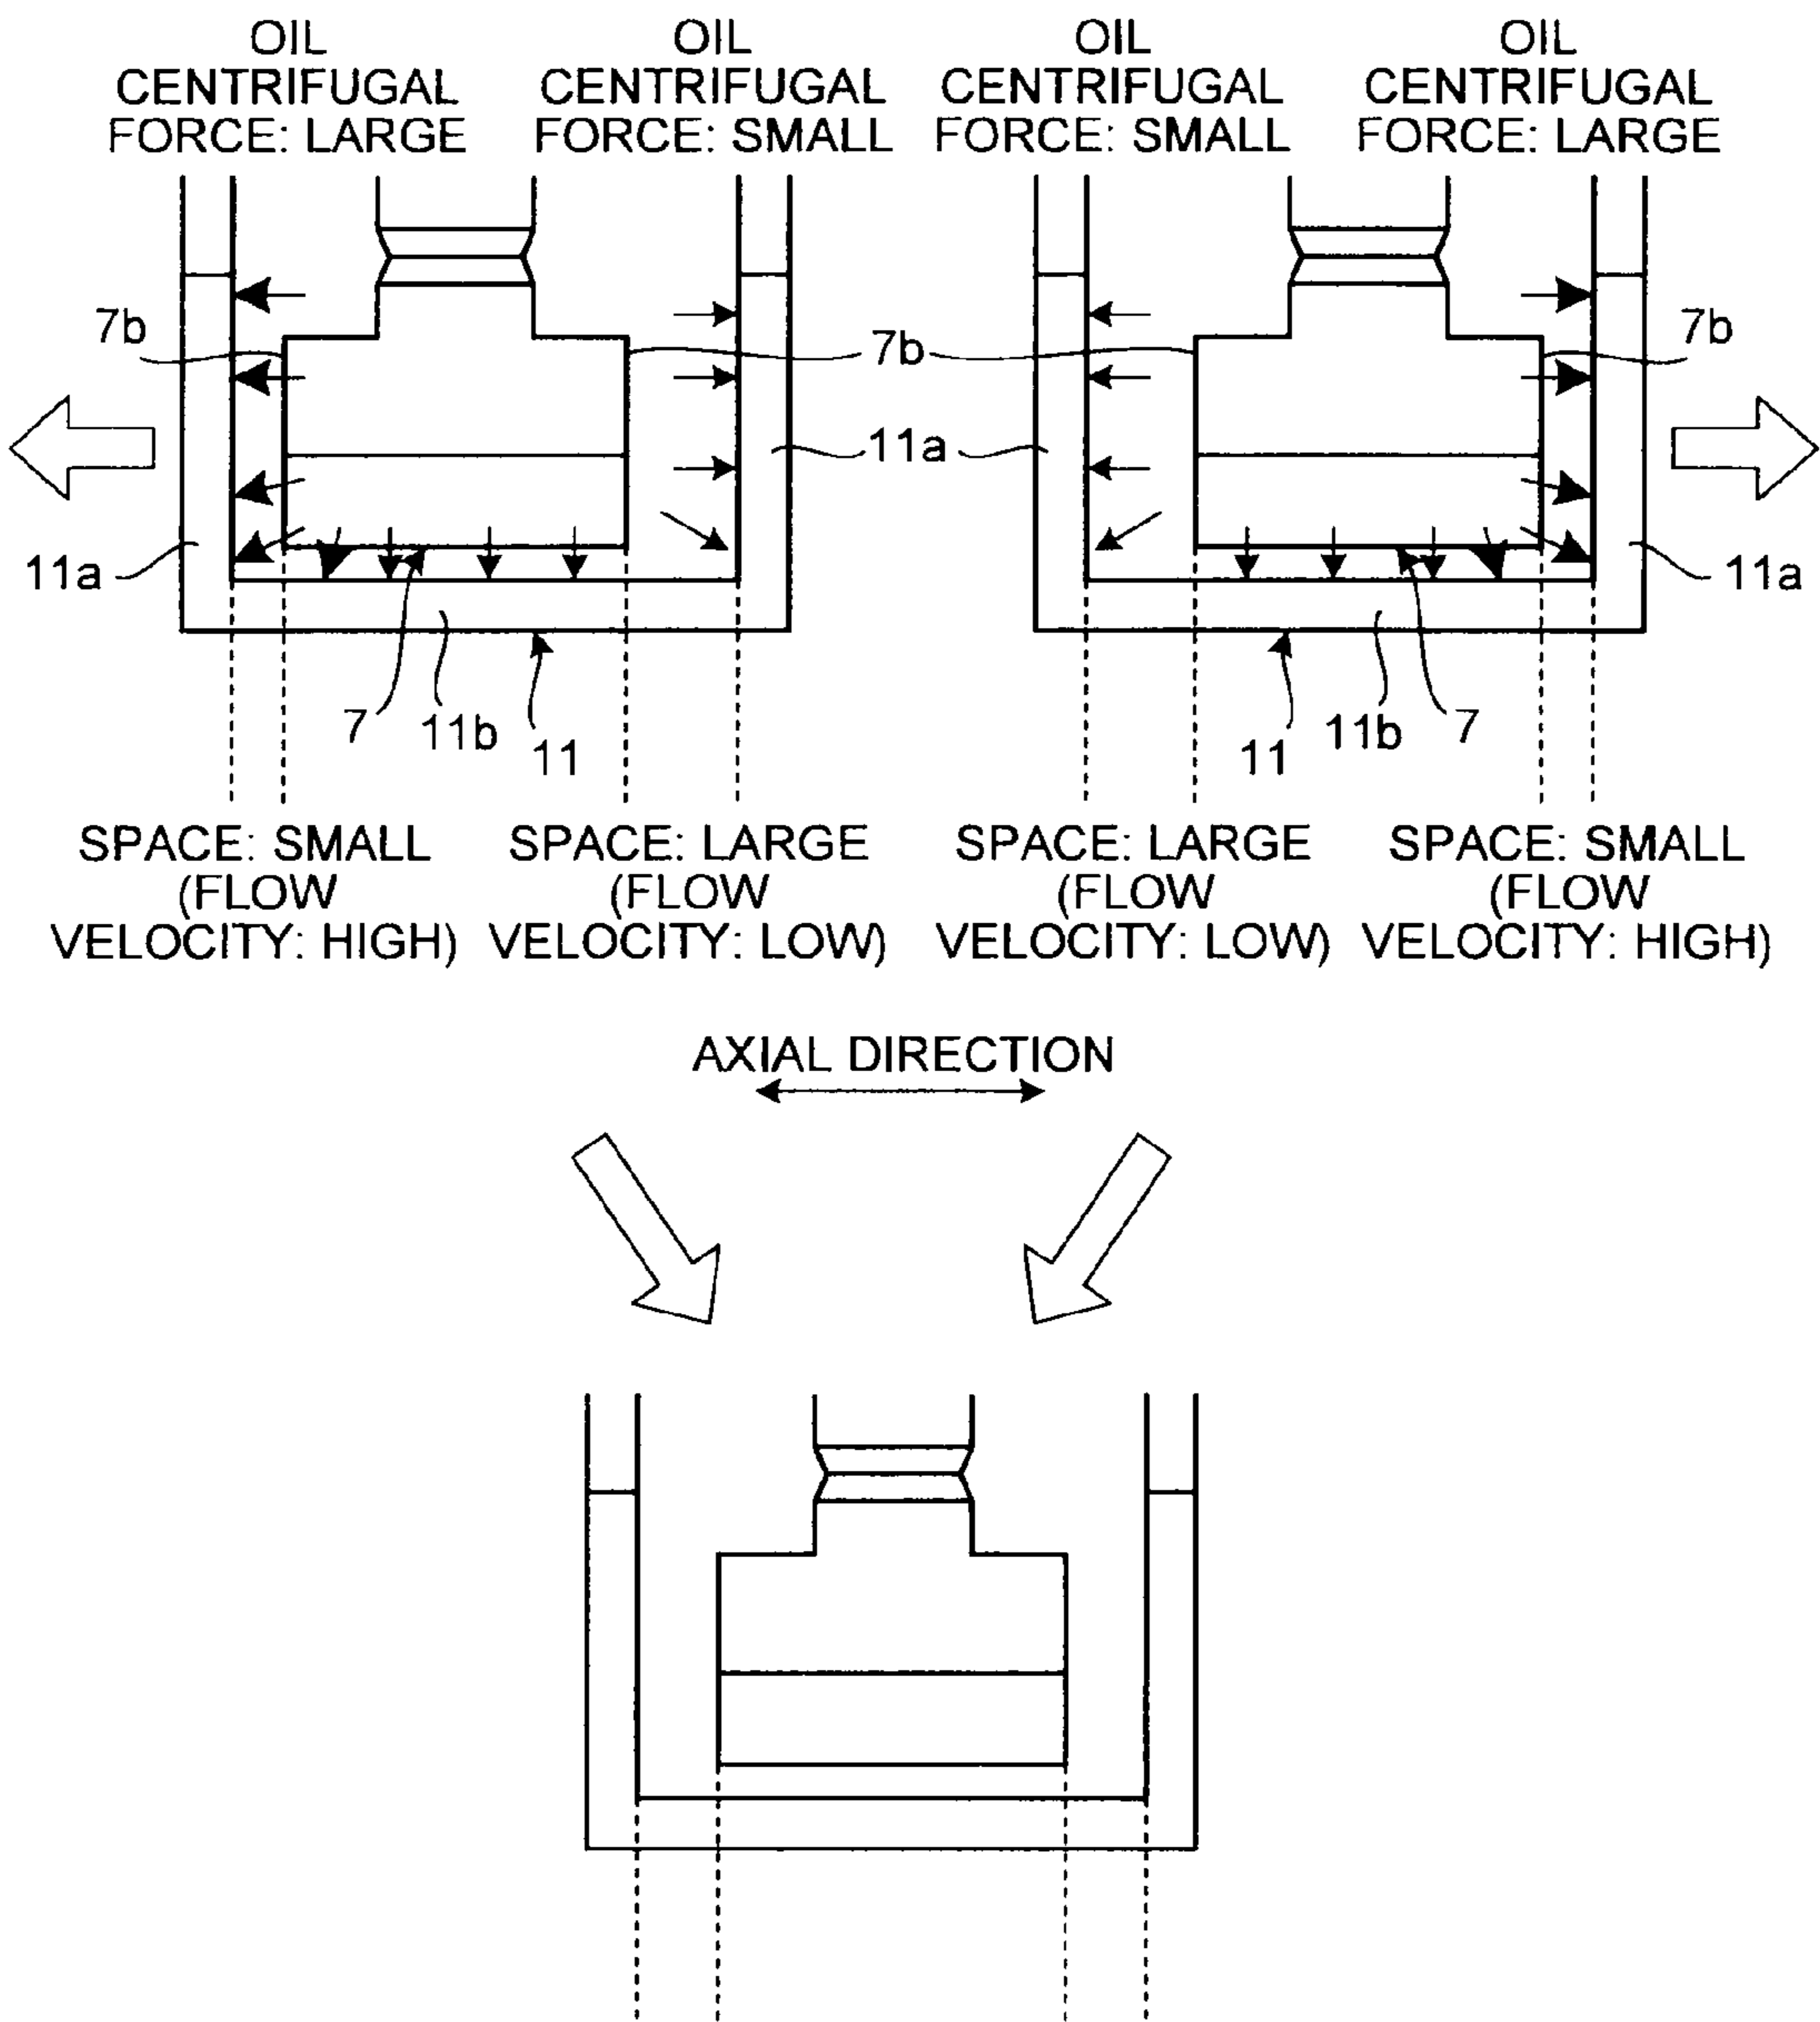 OIL
CENTRIFUGAL
FORCE: LARGE
OIL
CENTRIFUGAL
FORCE: SMALL
OIL
CENTRIFUGAL
FORCE: SMALL
OIL
CENTRIFUGAL
FORCE: LARGE
7b
7b
7b
11a
11a
11a
7
11b
11
11
11b
7
SPACE: SMALL
(FLOW
VELOCITY: HIGH)
SPACE: LARGE
(FLOW
VELOCITY: LOW)
SPACE: LARGE
(FLOW
VELOCITY: LOW)
SPACE: SMALL
(FLOW
VELOCITY: HIGH)
AXIAL DIRECTION